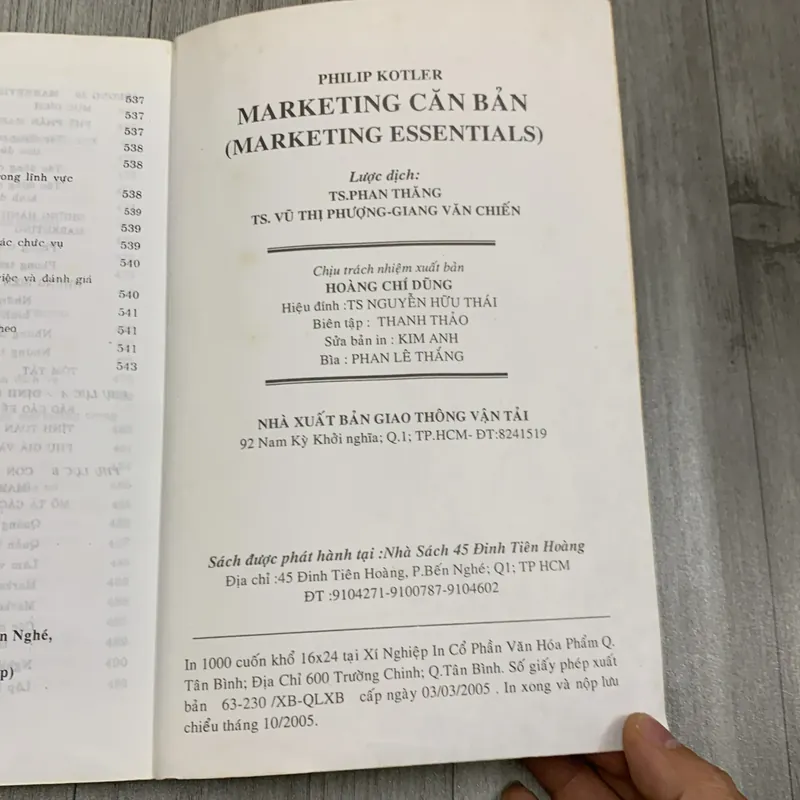 537
537
537
538
538
ong lĩnh vực
538
539
539
ác chức vụ 539
540
iệc và đánh giá
540
541
heo 541
541
543
n Nghé,
p)
PHILIP KOTLER
MARKETING CĂN BẢN
(MARKETING ESSENTIALS)
Lược dịch:
TS.PHAN THĂNG
TS. VŨ THỊ PHƯỢNG-GIANG VĂN CHIẾN
Chịu trách nhiệm xuất bản
HOÀNG CHÍ DŨNG
Hiệu đính :TS NGUYỄN HỮU THÁI
Biên tập : THANH THẢO
Sửa bản in : KIM ANH
Bìa : PHAN LÊ THẮNG
NHÀ XUẤT BẢN GIAO THÔNG VẬN TẢI
92 Nam Kỳ Khởi nghĩa; Q.1; TP.HCM- ĐT:8241519
Sách được phát hành tại :Nhà Sách 45 Đinh Tiên Hoàng
Địa chỉ :45 Đinh Tiên Hoàng, P.Bến Nghé; Q1; TP HCM
ĐT :9104271-9100787-9104602
In 1000 cuốn khổ 16x24 tại Xí Nghiệp In Cổ Phần Văn Hóa Phẩm Q.
Tân Bình; Địa Chỉ 600 Trường Chinh; Q.Tân Bình. Số giấy phép xuất
bản 63-230 /XB-QLXB cấp ngày 03/03/2005 . In xong và nộp lưu
chiểu tháng 10/2005.